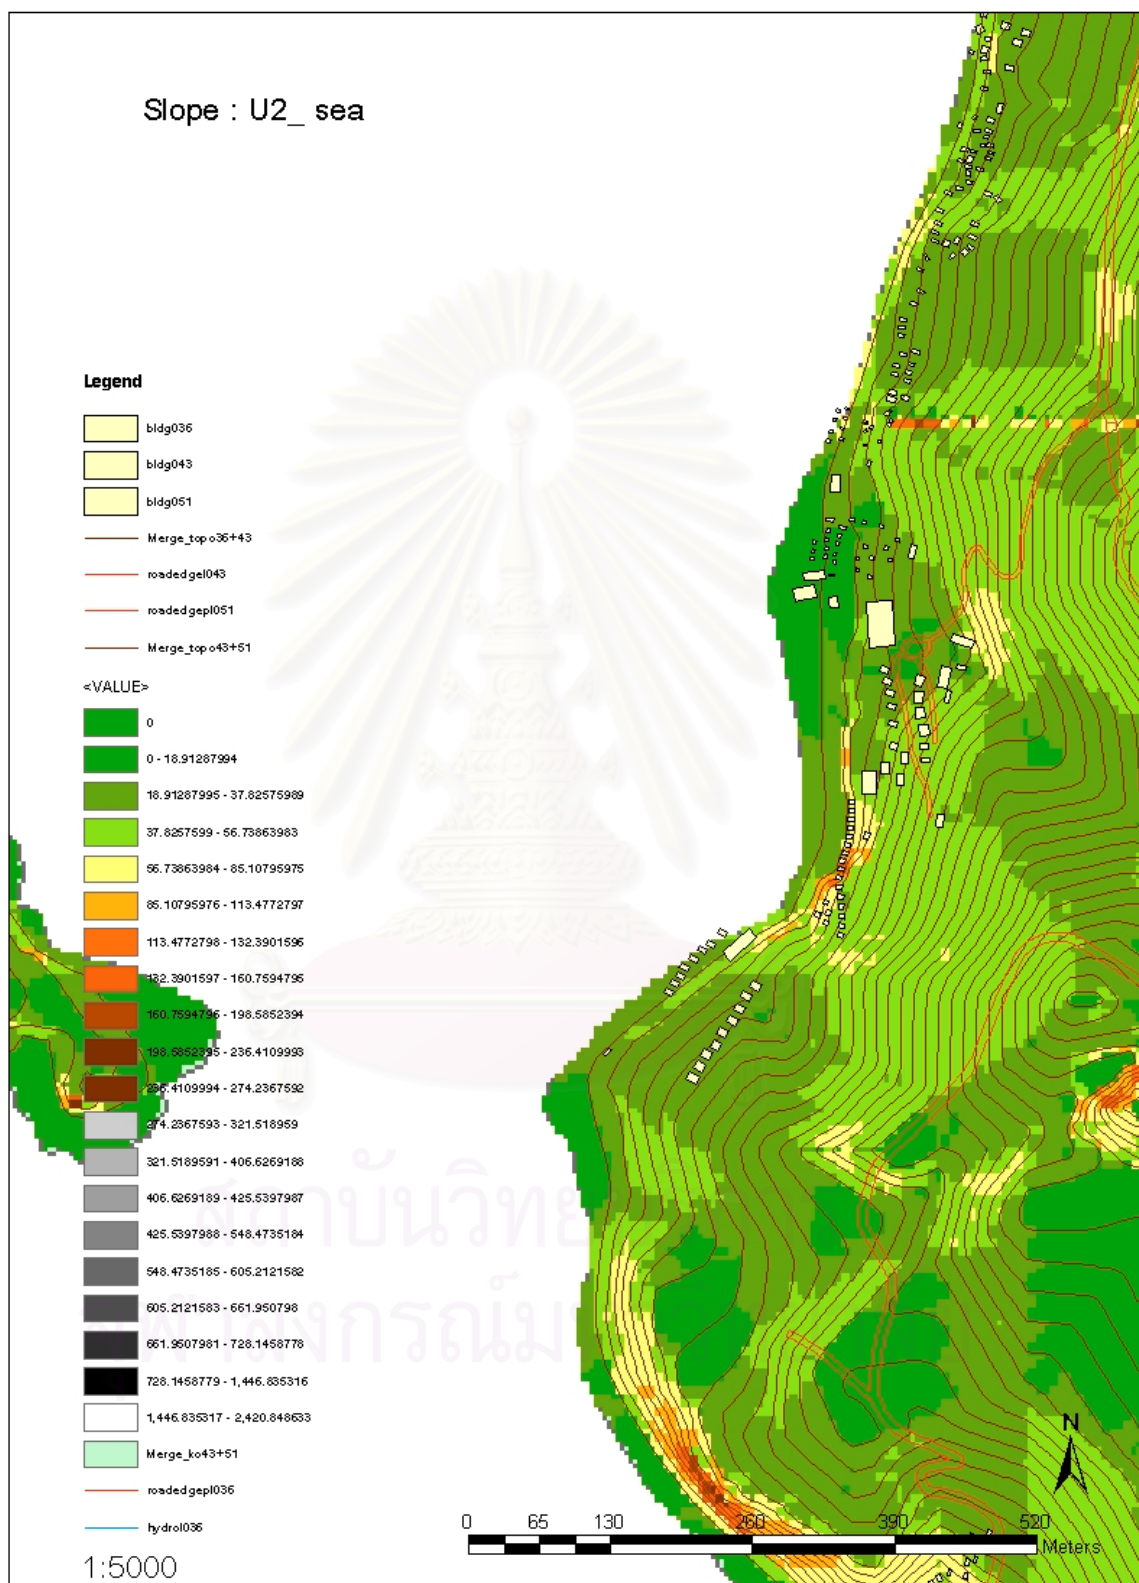 Slope : U2_ sea
Legend
bldg036
bldg043
bldg051
Merge_topo36+43
roadedgel043
roadedgepl051
Merge_topo43+51
<VALUE>
0
0 - 18.91287994
18.91287995 - 37.82575989
37.8257599 - 56.73863983
56.73863984 - 85.10795975
85.10795976 - 113.4772797
113.4772798 - 132.3901596
132.3901597 - 160.7594795
160.7594796 - 198.5852394
198.5852395 - 236.4109993
236.4109994 - 274.2367592
274.2367593 - 321.518959
321.5189591 - 406.6269188
406.6269189 - 425.5397987
425.5397988 - 548.4735184
548.4735185 - 605.2121582
605.2121583 - 661.950798
661.9507981 - 728.1458778
728.1458779 - 1,446.835316
1,446.835317 - 2,420.848633
Merge_ko43+51
roadedgepl036
hydrol036
1:5000
N
0 65 130 260 390 520
Meters